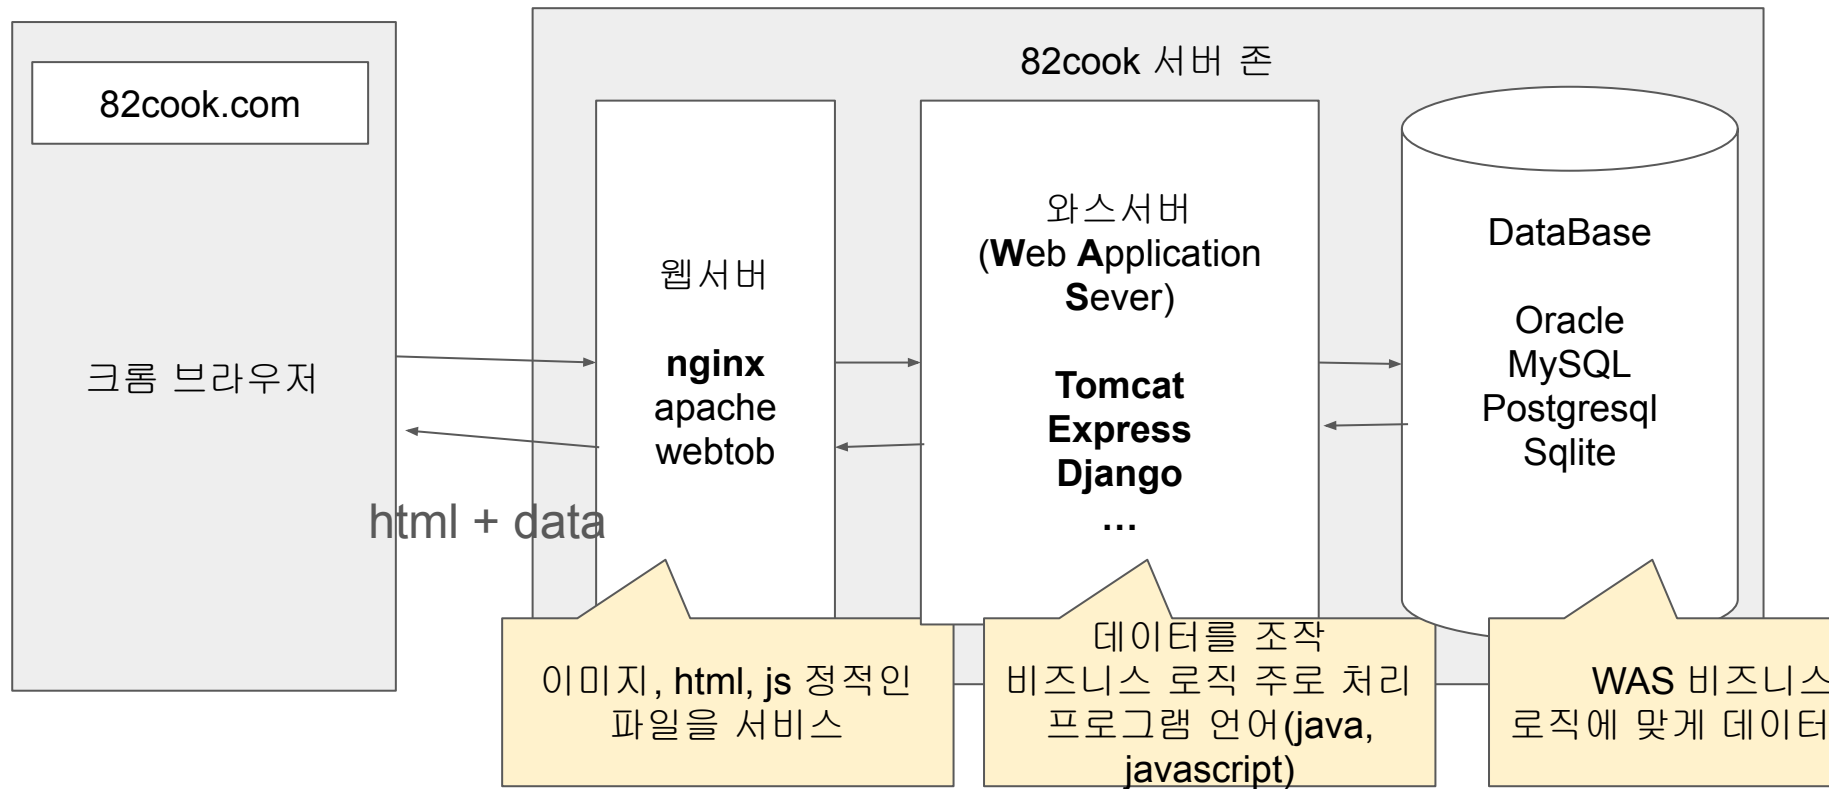 82cook.com
크롬 브라우저
html + data
82cook 서버 존
웹서버
nginx
apache
webtob
와스서버
(Web Application
Sever)
Tomcat
Express
Django
...
DataBase
Oracle
MySQL
Postgresql
Sqlite
이미지, html, js 정적인
파일을 서비스
데이터를 조작
비즈니스 로직 주로 처리
프로그램 언어(java,
javascript)
WAS 비즈니스
로직에 맞게 데이터